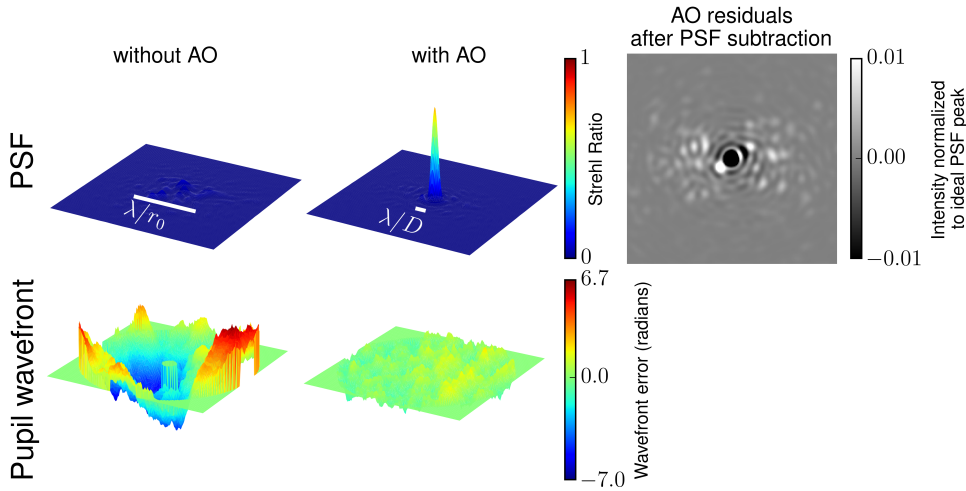 without AO
with AO
AO residuals
after PSF subtraction
PSF
λ/r₀
λ/D
1
0
Strehl Ratio
0.01
0.00
−0.01
Intensity normalized
to ideal PSF peak
Pupil wavefront
6.7
0.0
−7.0
Wavefront error (radians)